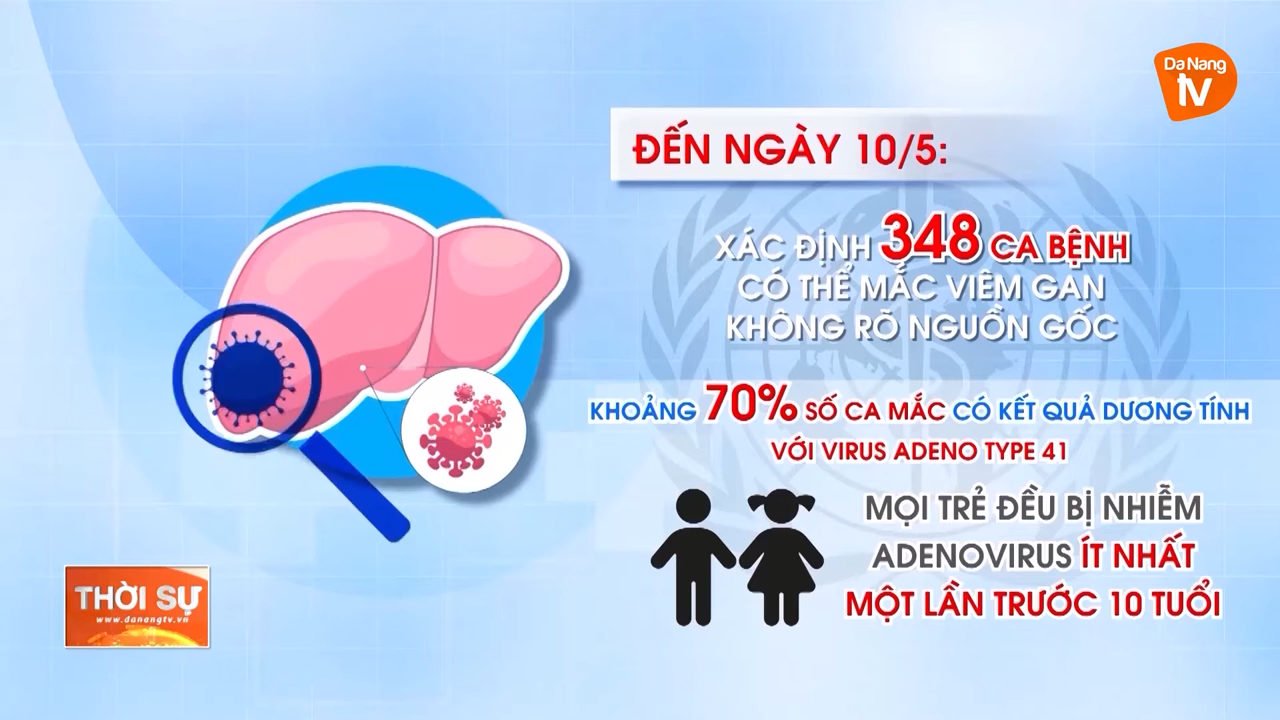 Da Nang
tv
ĐẾN NGÀY 10/5:
XÁC ĐỊNH 348 CA BỆNH
CÓ THỂ MẮC VIÊM GAN
KHÔNG RÕ NGUỒN GỐC
KHOẢNG 70% SỐ CA MẮC CÓ KẾT QUẢ DƯƠNG TÍNH
VỚI VIRUS ADENO TYPE 41
MỌI TRẺ ĐỀU BỊ NHIỄM
ADENOVIRUS ÍT NHẤT
MỘT LẦN TRƯỚC 10 TUỔI
THỜI SỰ
www.danangtv.vn